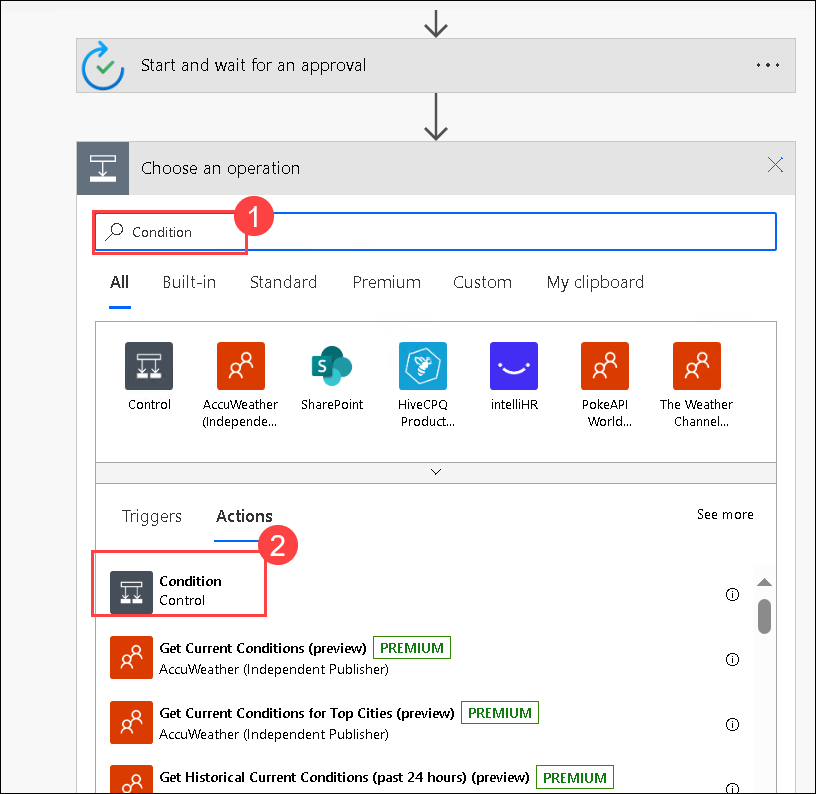 Start and wait for an approval
Choose an operation
1
Condition
All Built-in Standard Premium Custom My clipboard
S
Control AccuWeather SharePoint HiveCPQ intelliHR PokeAPI The Weather
(Independe... Product... World... Channel...
Triggers Actions See more
2
Condition
Control
Get Current Conditions (preview) PREMIUM
AccuWeather (Independent Publisher)
Get Current Conditions for Top Cities (preview) PREMIUM
AccuWeather (Independent Publisher)
Get Historical Current Conditions (past 24 hours) (preview) PREMIUM